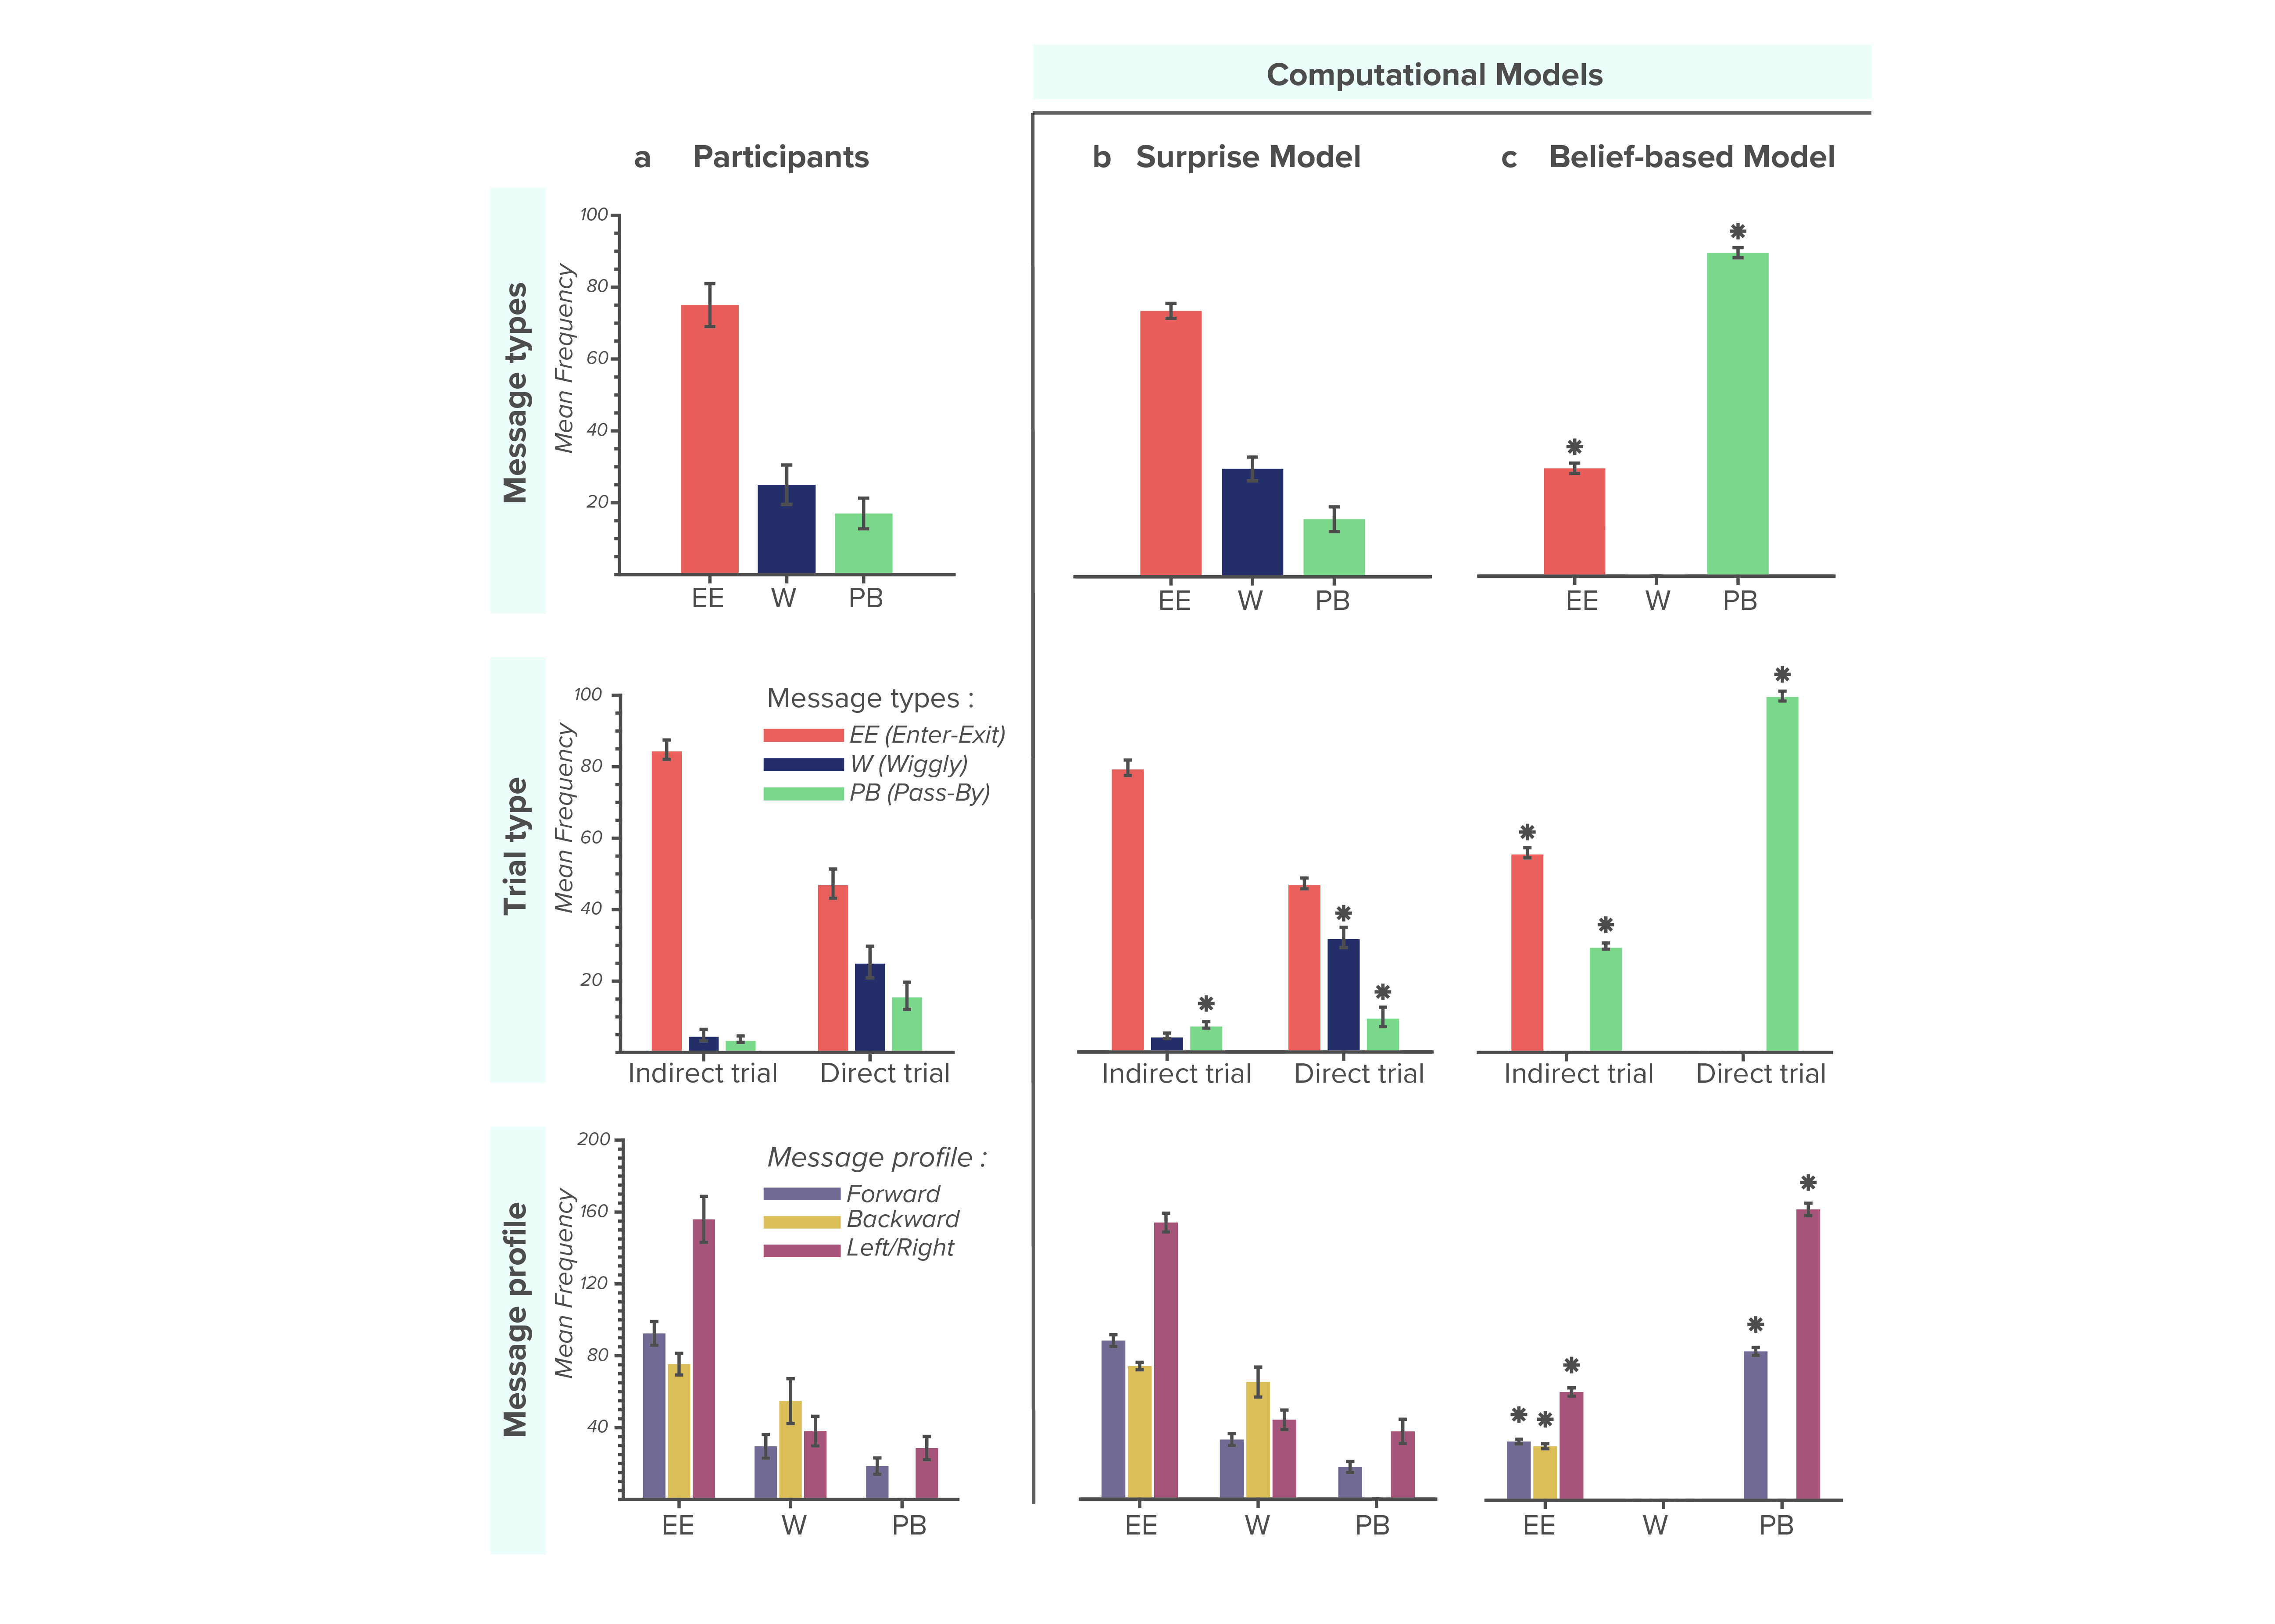 Computational Models
a Participants
b Surprise Model
c Belief-based Model
Message types
Mean Frequency
100
80
60
40
20
EE W PB
*
EE W PB
*
*
EE W PB
Trial type
Mean Frequency
100
80
60
40
20
Message types :
EE (Enter-Exit)
W (Wiggly)
PB (Pass-By)
Indirect trial Direct trial
*
*
*
Indirect trial Direct trial
*
*
*
Indirect trial Direct trial
Message profile
Mean Frequency
200
160
120
80
40
Message profile :
Forward
Backward
Left/Right
EE W PB
EE W PB
*
*
*
*
*
EE W PB